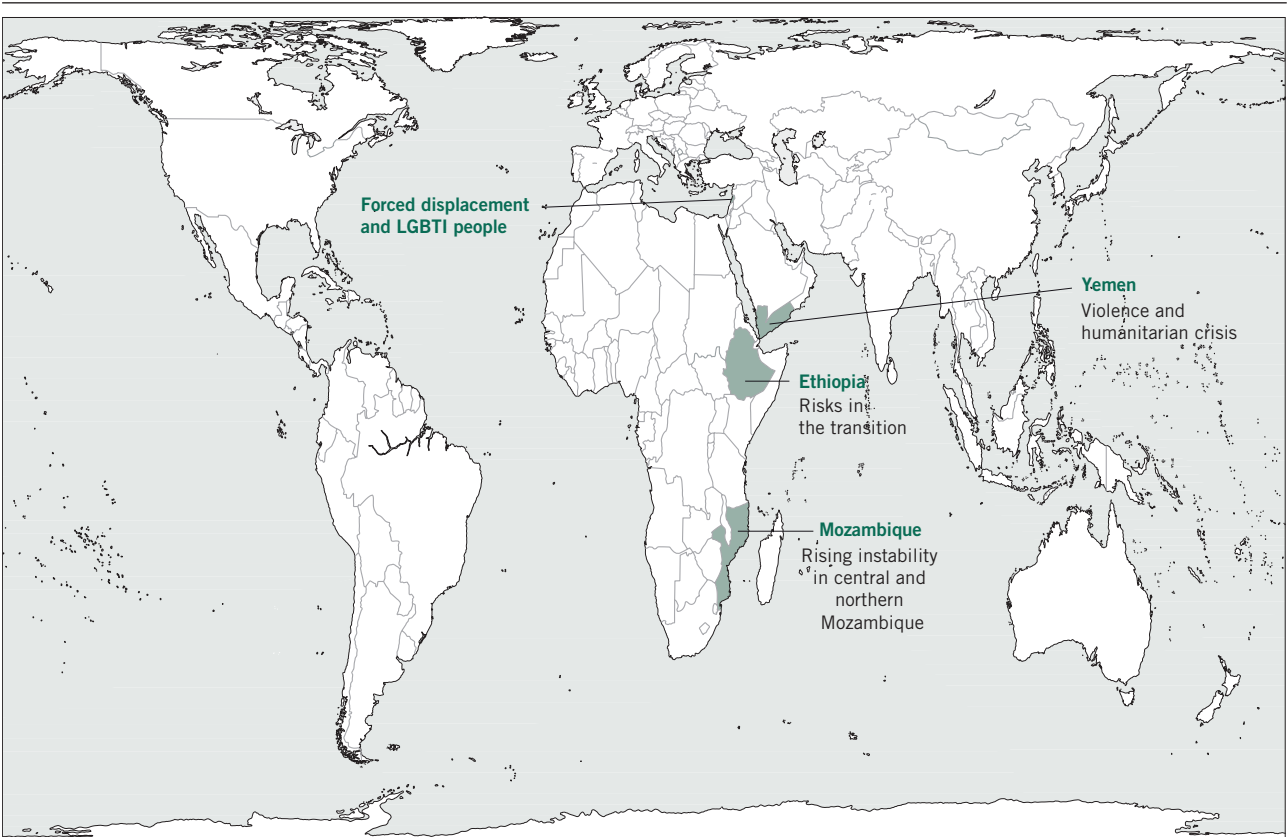 Forced displacement
and LGBTI people
Yemen
Violence and
humanitarian crisis
Ethiopia
Risks in
the transition
Mozambique
Rising instability
in central and
northern
Mozambique